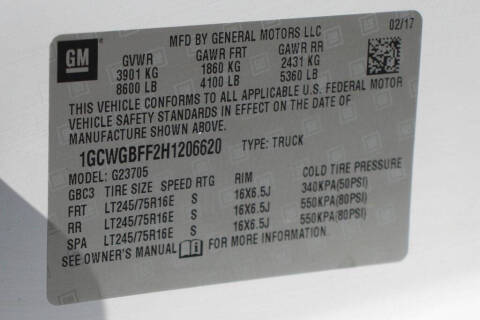 GM
MFD BY GENERAL MOTORS LLC 02/17
GVWR GAWR FRT GAWR RR
3901 KG 1860 KG 2431 KG
8600 LB 4100 LB 5360 LB
THIS VEHICLE CONFORMS TO ALL APPLICABLE U.S. FEDERAL MOTOR
VEHICLE SAFETY STANDARDS IN EFFECT ON THE DATE OF
MANUFACTURE SHOWN ABOVE.
1GCWGBFF2H1206620 TYPE: TRUCK
MODEL: G23705
GBC3 TIRE SIZE SPEED RTG RIM COLD TIRE PRESSURE
FRT LT245/75R16E S 16X6.5J 340KPA(50PSI)
RR LT245/75R16E S 16X6.5J 550KPA(80PSI)
SPA LT245/75R16E S 16X6.5J 550KPA(80PSI)
SEE OWNER'S MANUAL FOR MORE INFORMATION.